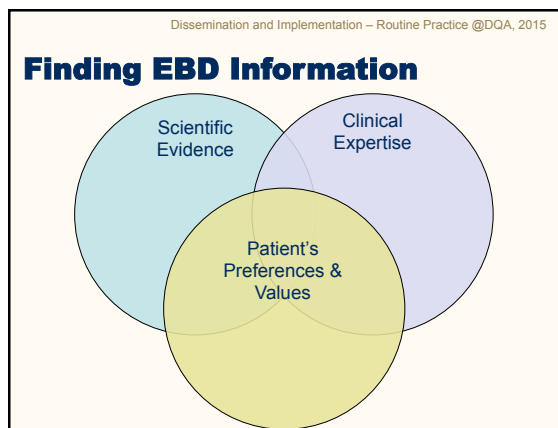 Dissemination and Implementation – Routine Practice @DQA, 2015
Finding EBD Information
Scientific
Evidence
Clinical
Expertise
Patient’s
Preferences &
Values